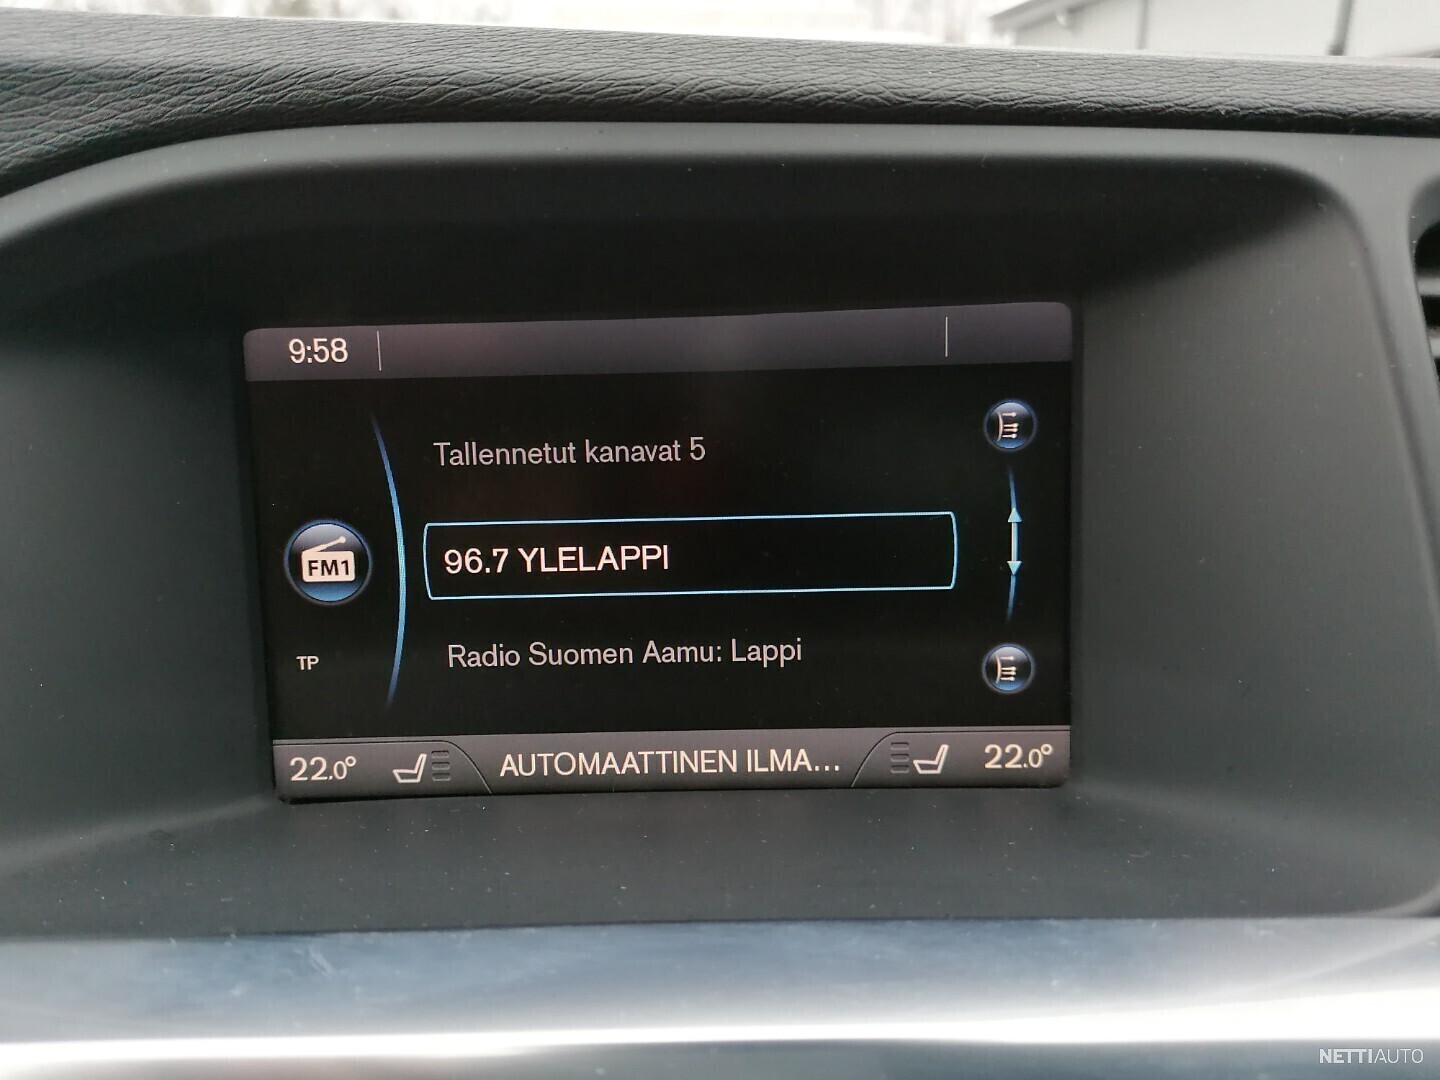 9:58
Tallennetut kanavat 5
FM1
96.7 YLELAPPI
TP
Radio Suomen Aamu: Lappi
22.0° AUTOMAATTINEN ILMA... 22.0°
NETTIAUTO